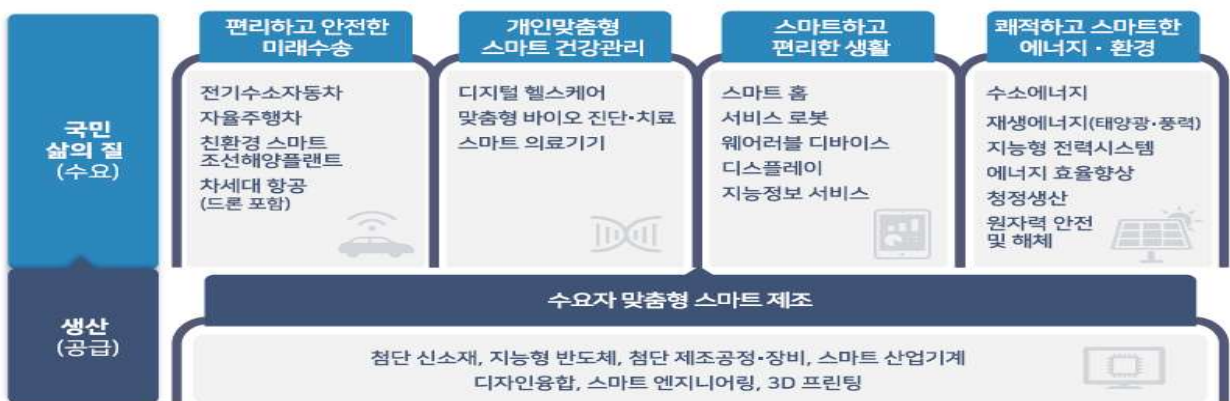 편리하고 안전한
미래수송
개인맞춤형
스마트 건강관리
스마트하고
편리한 생활
쾌적하고 스마트한
에너지 · 환경
국민
삶의 질
(수요)
전기수소자동차
자율주행차
친환경 스마트
조선해양플랜트
차세대 항공
(드론 포함)
디지털 헬스케어
맞춤형 바이오 진단·치료
스마트 의료기기
스마트 홈
서비스 로봇
웨어러블 디바이스
디스플레이
지능정보 서비스
수소에너지
재생에너지(태양광·풍력)
지능형 전력시스템
에너지 효율향상
청정생산
원자력 안전
및 해체
생산
(공급)
수요자 맞춤형 스마트 제조
첨단 신소재, 지능형 반도체, 첨단 제조공정·장비, 스마트 산업기계
디자인융합, 스마트 엔지니어링, 3D 프린팅